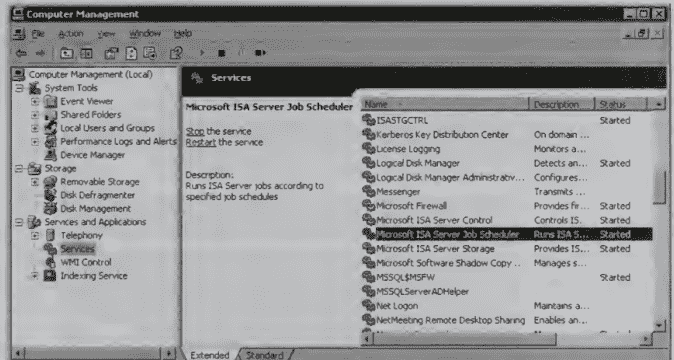 Computer Management
File Action View Window Help
Computer Management (Local)
System Tools
Event Viewer
Shared Folders
Local Users and Groups
Performance Logs and Alerts
Device Manager
Storage
Removable Storage
Disk Defragmenter
Disk Management
Services and Applications
Telephony
Services
WMI Control
Indexing Service
Services
Microsoft ISA Server Job Scheduler
Stop the service
Restart the service
Description:
Runs ISA Server jobs according to
specified job schedules
Name Description Status
ISASTGCTRL Started
Kerberos Key Distribution Center On domain ...
License Logging Monitors a...
Logical Disk Manager Detects an... Started
Logical Disk Manager Administrativ... Configures...
Messenger Transmits ...
Microsoft Firewall Provides fir... Started
Microsoft ISA Server Control Controls IS... Started
Microsoft ISA Server Job Scheduler Runs ISA S... Started
Microsoft ISA Server Storage Provides IS... Started
Microsoft Software Shadow Copy ... Manages s...
MSSQL$MSFW Started
MSSQLServerADHelper
Net Logon Maintains a...
NetMeeting Remote Desktop Sharing Enables an...
Extended Standard